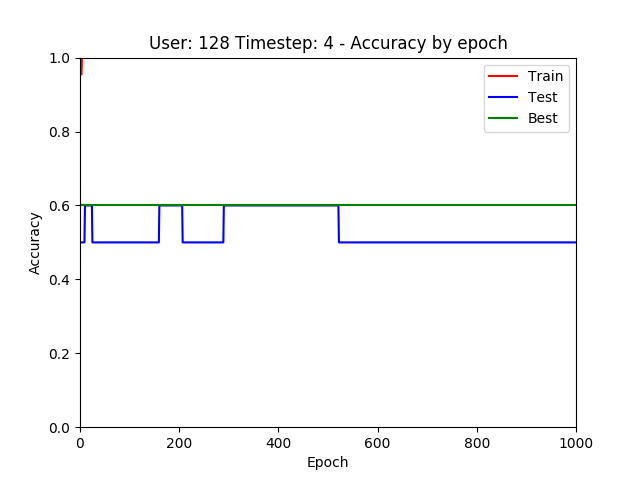 User: 128 Timestep: 4 - Accuracy by epoch
1.0
0.8
0.6
0.4
0.2
0.0
Accuracy
Train
Test
Best
0 200 400 600 800 1000
Epoch